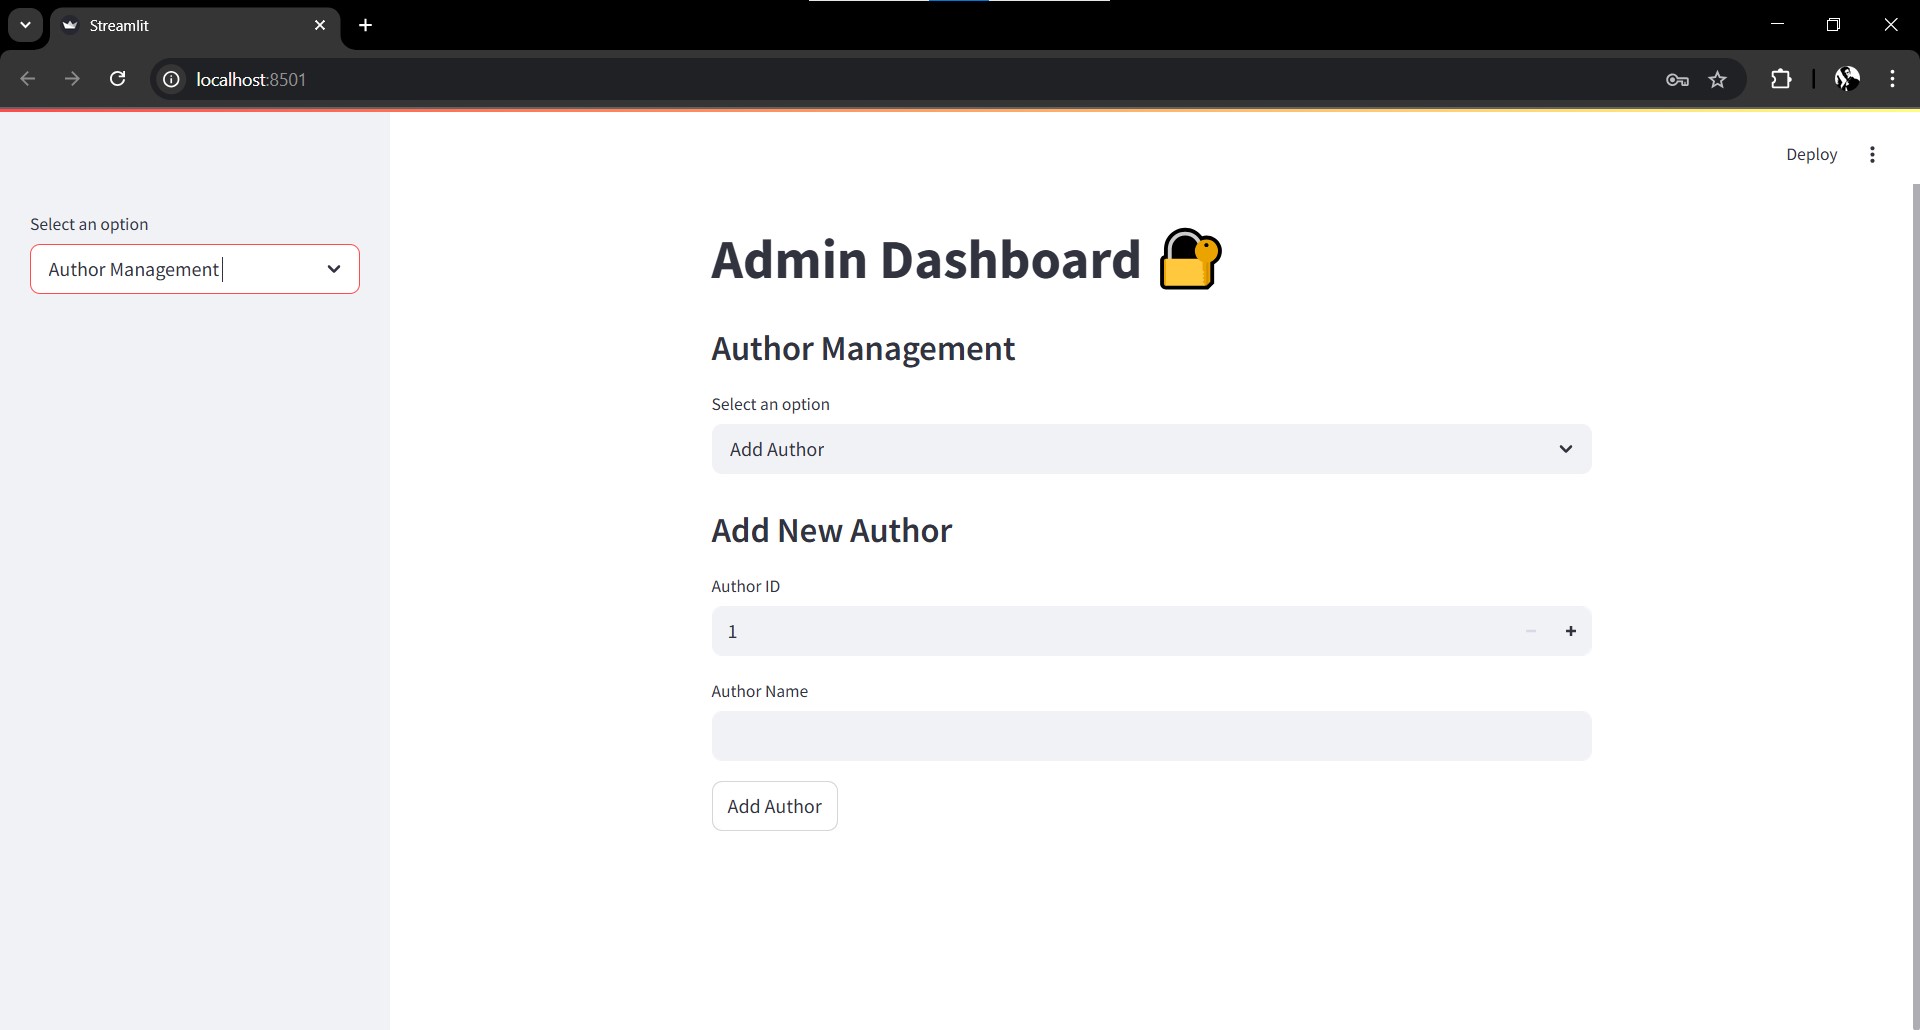 Streamlit
localhost:8501
Deploy
Select an option
Author Management
Admin Dashboard 🔐
Author Management
Select an option
Add Author
Add New Author
Author ID
1
Author Name
Add Author